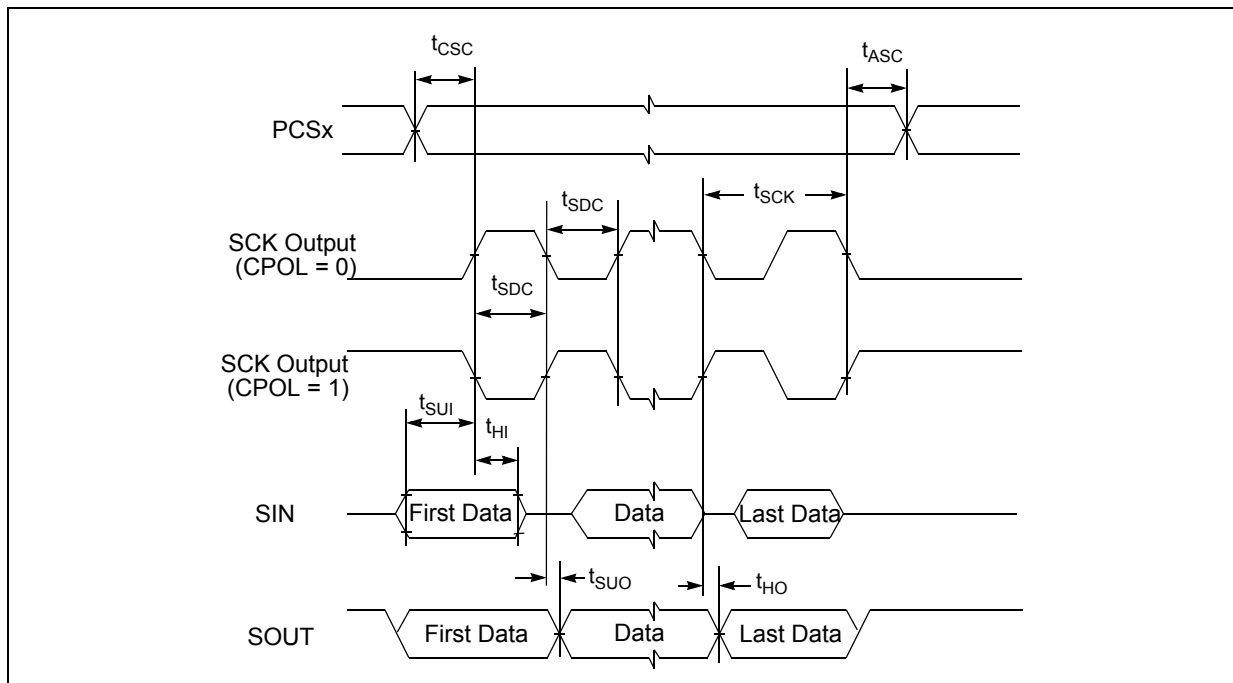 tCSC
tASC
PCSx
tSDC
tSCK
SCK Output
(CPOL = 0)
tSDC
SCK Output
(CPOL = 1)
tSUI
tHI
SIN
First Data
Data
Last Data
tSUO
tHO
SOUT
First Data
Data
Last Data